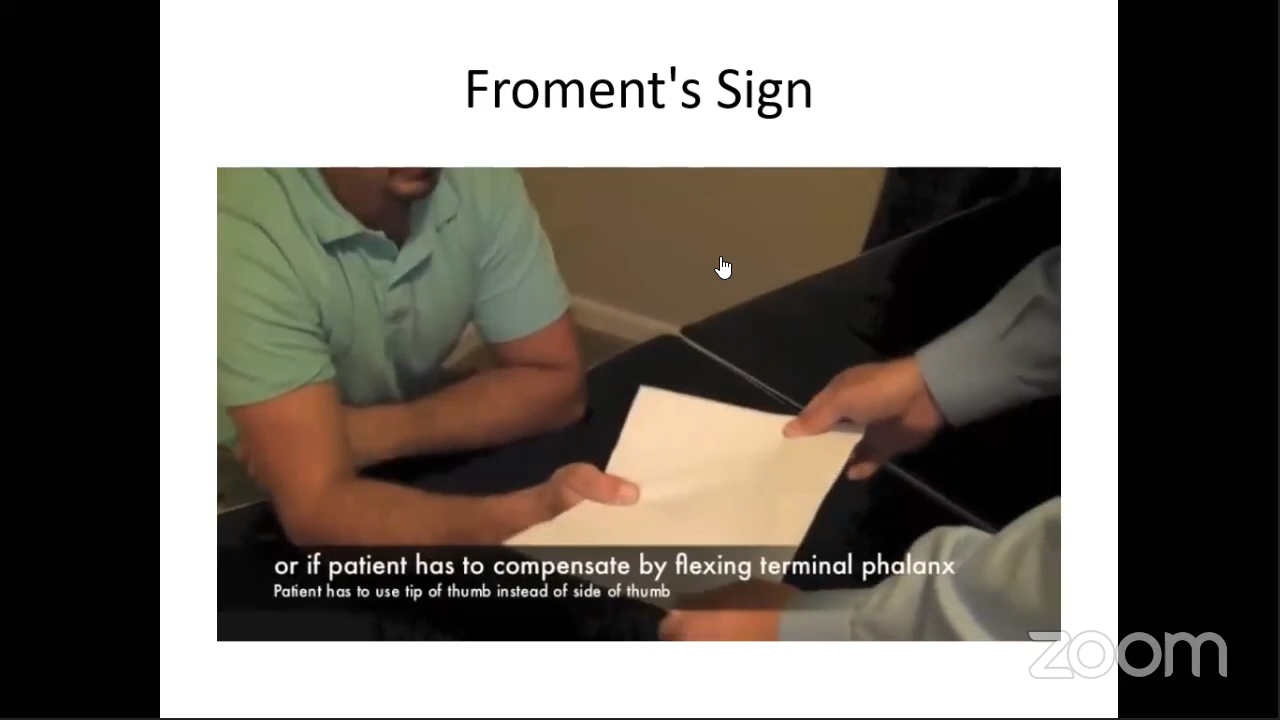 Froment's Sign
or if patient has to compensate by flexing terminal phalanx
Patient has to use tip of thumb instead of side of thumb
zoom